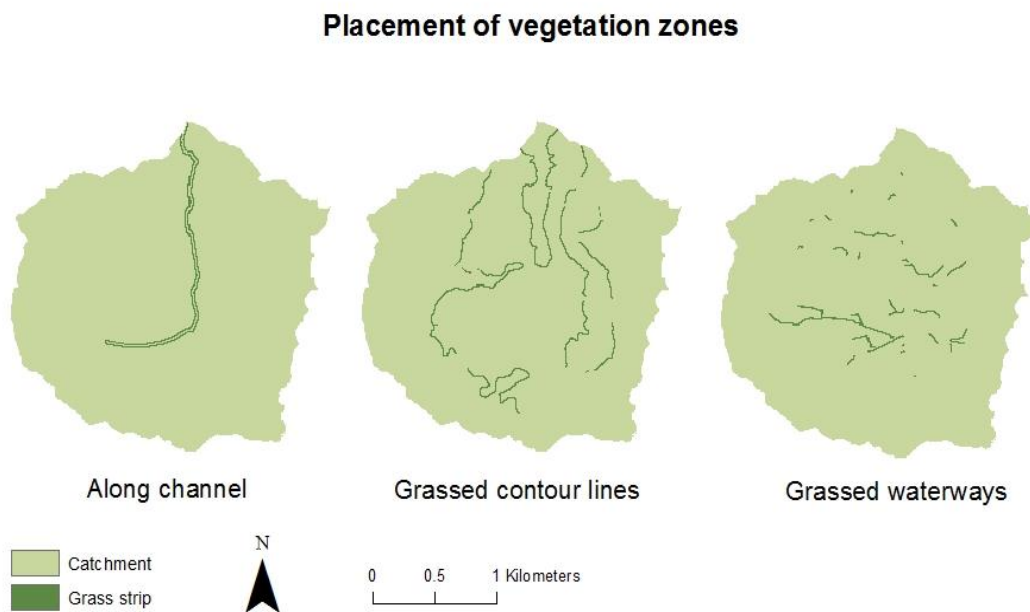 Placement of vegetation zones
Along channel
Grassed contour lines
Grassed waterways
Catchment
Grass strip
N
0 0.5 1 Kilometers